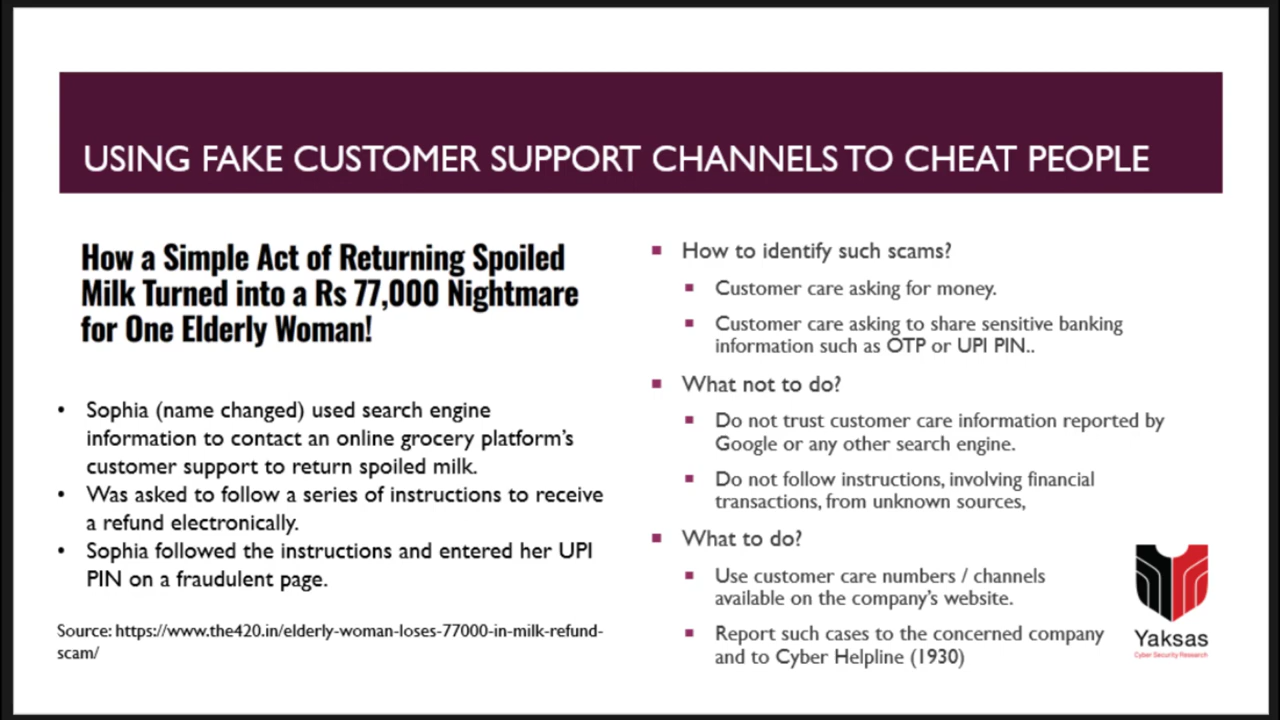 USING FAKE CUSTOMER SUPPORT CHANNELS TO CHEAT PEOPLE
How a Simple Act of Returning Spoiled
Milk Turned into a Rs 77,000 Nightmare
for One Elderly Woman!
• Sophia (name changed) used search engine
information to contact an online grocery platform's
customer support to return spoiled milk.
• Was asked to follow a series of instructions to receive
a refund electronically.
• Sophia followed the instructions and entered her UPI
PIN on a fraudulent page.
Source: https://www.the420.in/elderly-woman-loses-77000-in-milk-refund-
scam/
▪ How to identify such scams?
▪ Customer care asking for money.
▪ Customer care asking to share sensitive banking
information such as OTP or UPI PIN..
▪ What not to do?
▪ Do not trust customer care information reported by
Google or any other search engine.
▪ Do not follow instructions, involving financial
transactions, from unknown sources,
▪ What to do?
▪ Use customer care numbers / channels
available on the company's website.
▪ Report such cases to the concerned company
and to Cyber Helpline (1930)
Yaksas
Cyber Security Research